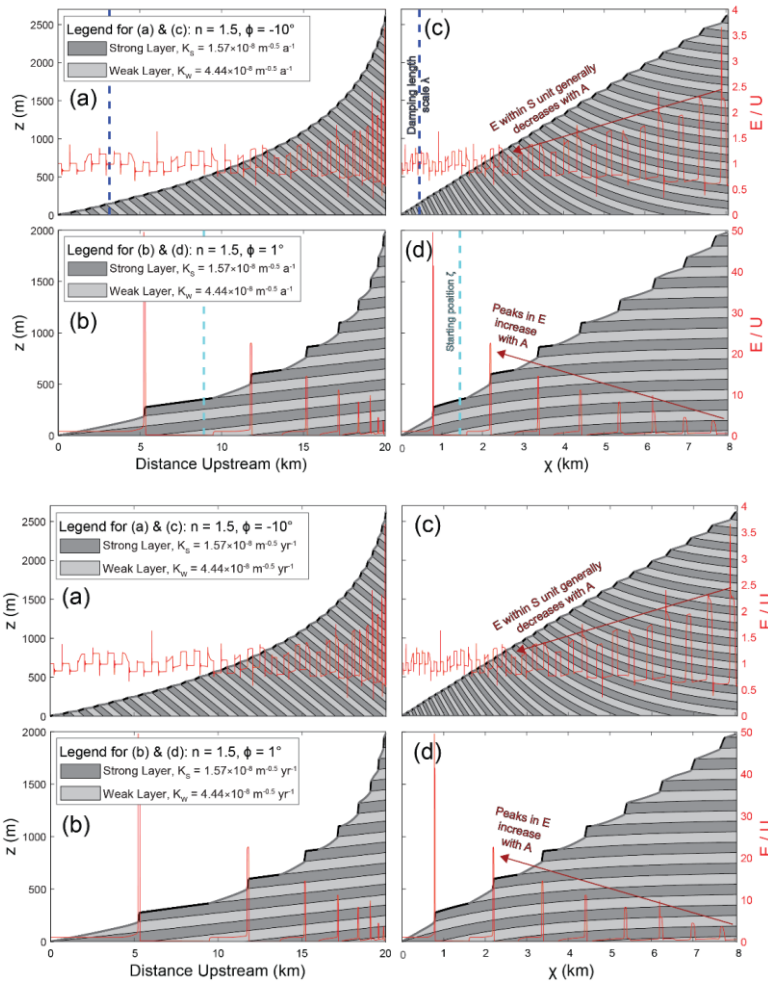 Legend for (a) & (c): n = 1.5, ϕ = -10°
Strong Layer, K_S = 1.57×10⁻⁸ m⁻⁰·⁵ a⁻¹
Weak Layer, K_W = 4.44×10⁻⁸ m⁻⁰·⁵ a⁻¹
(a)
z (m)
2500
2000
1500
1000
500
0
(c)
Damping length
scale λ
E within S unit generally
decreases with A
4
3.5
3
2.5
2
1.5
1
0.5
0
E / U
Legend for (b) & (d): n = 1.5, ϕ = 1°
Strong Layer, K_S = 1.57×10⁻⁸ m⁻⁰·⁵ a⁻¹
Weak Layer, K_W = 4.44×10⁻⁸ m⁻⁰·⁵ a⁻¹
(b)
z (m)
2000
1500
1000
500
0
0 5 10 15 20
Distance Upstream (km)
(d)
Starting position ζ
Peaks in E
increase
with A
50
40
30
20
10
0
E / U
0 1 2 3 4 5 6 7 8
χ (km)
Legend for (a) & (c): n = 1.5, ϕ = -10°
Strong Layer, K_S = 1.57×10⁻⁸ m⁻⁰·⁵ yr⁻¹
Weak Layer, K_W = 4.44×10⁻⁸ m⁻⁰·⁵ yr⁻¹
(a)
z (m)
2500
2000
1500
1000
500
0
(c)
E within S unit generally
decreases with A
4
3.5
3
2.5
2
1.5
1
0.5
0
E / U
Legend for (b) & (d): n = 1.5, ϕ = 1°
Strong Layer, K_S = 1.57×10⁻⁸ m⁻⁰·⁵ yr⁻¹
Weak Layer, K_W = 4.44×10⁻⁸ m⁻⁰·⁵ yr⁻¹
(b)
z (m)
2000
1500
1000
500
0
0 5 10 15 20
Distance Upstream (km)
(d)
Peaks in E
increase
with A
50
40
30
20
10
0
E / U
0 1 2 3 4 5 6 7 8
χ (km)